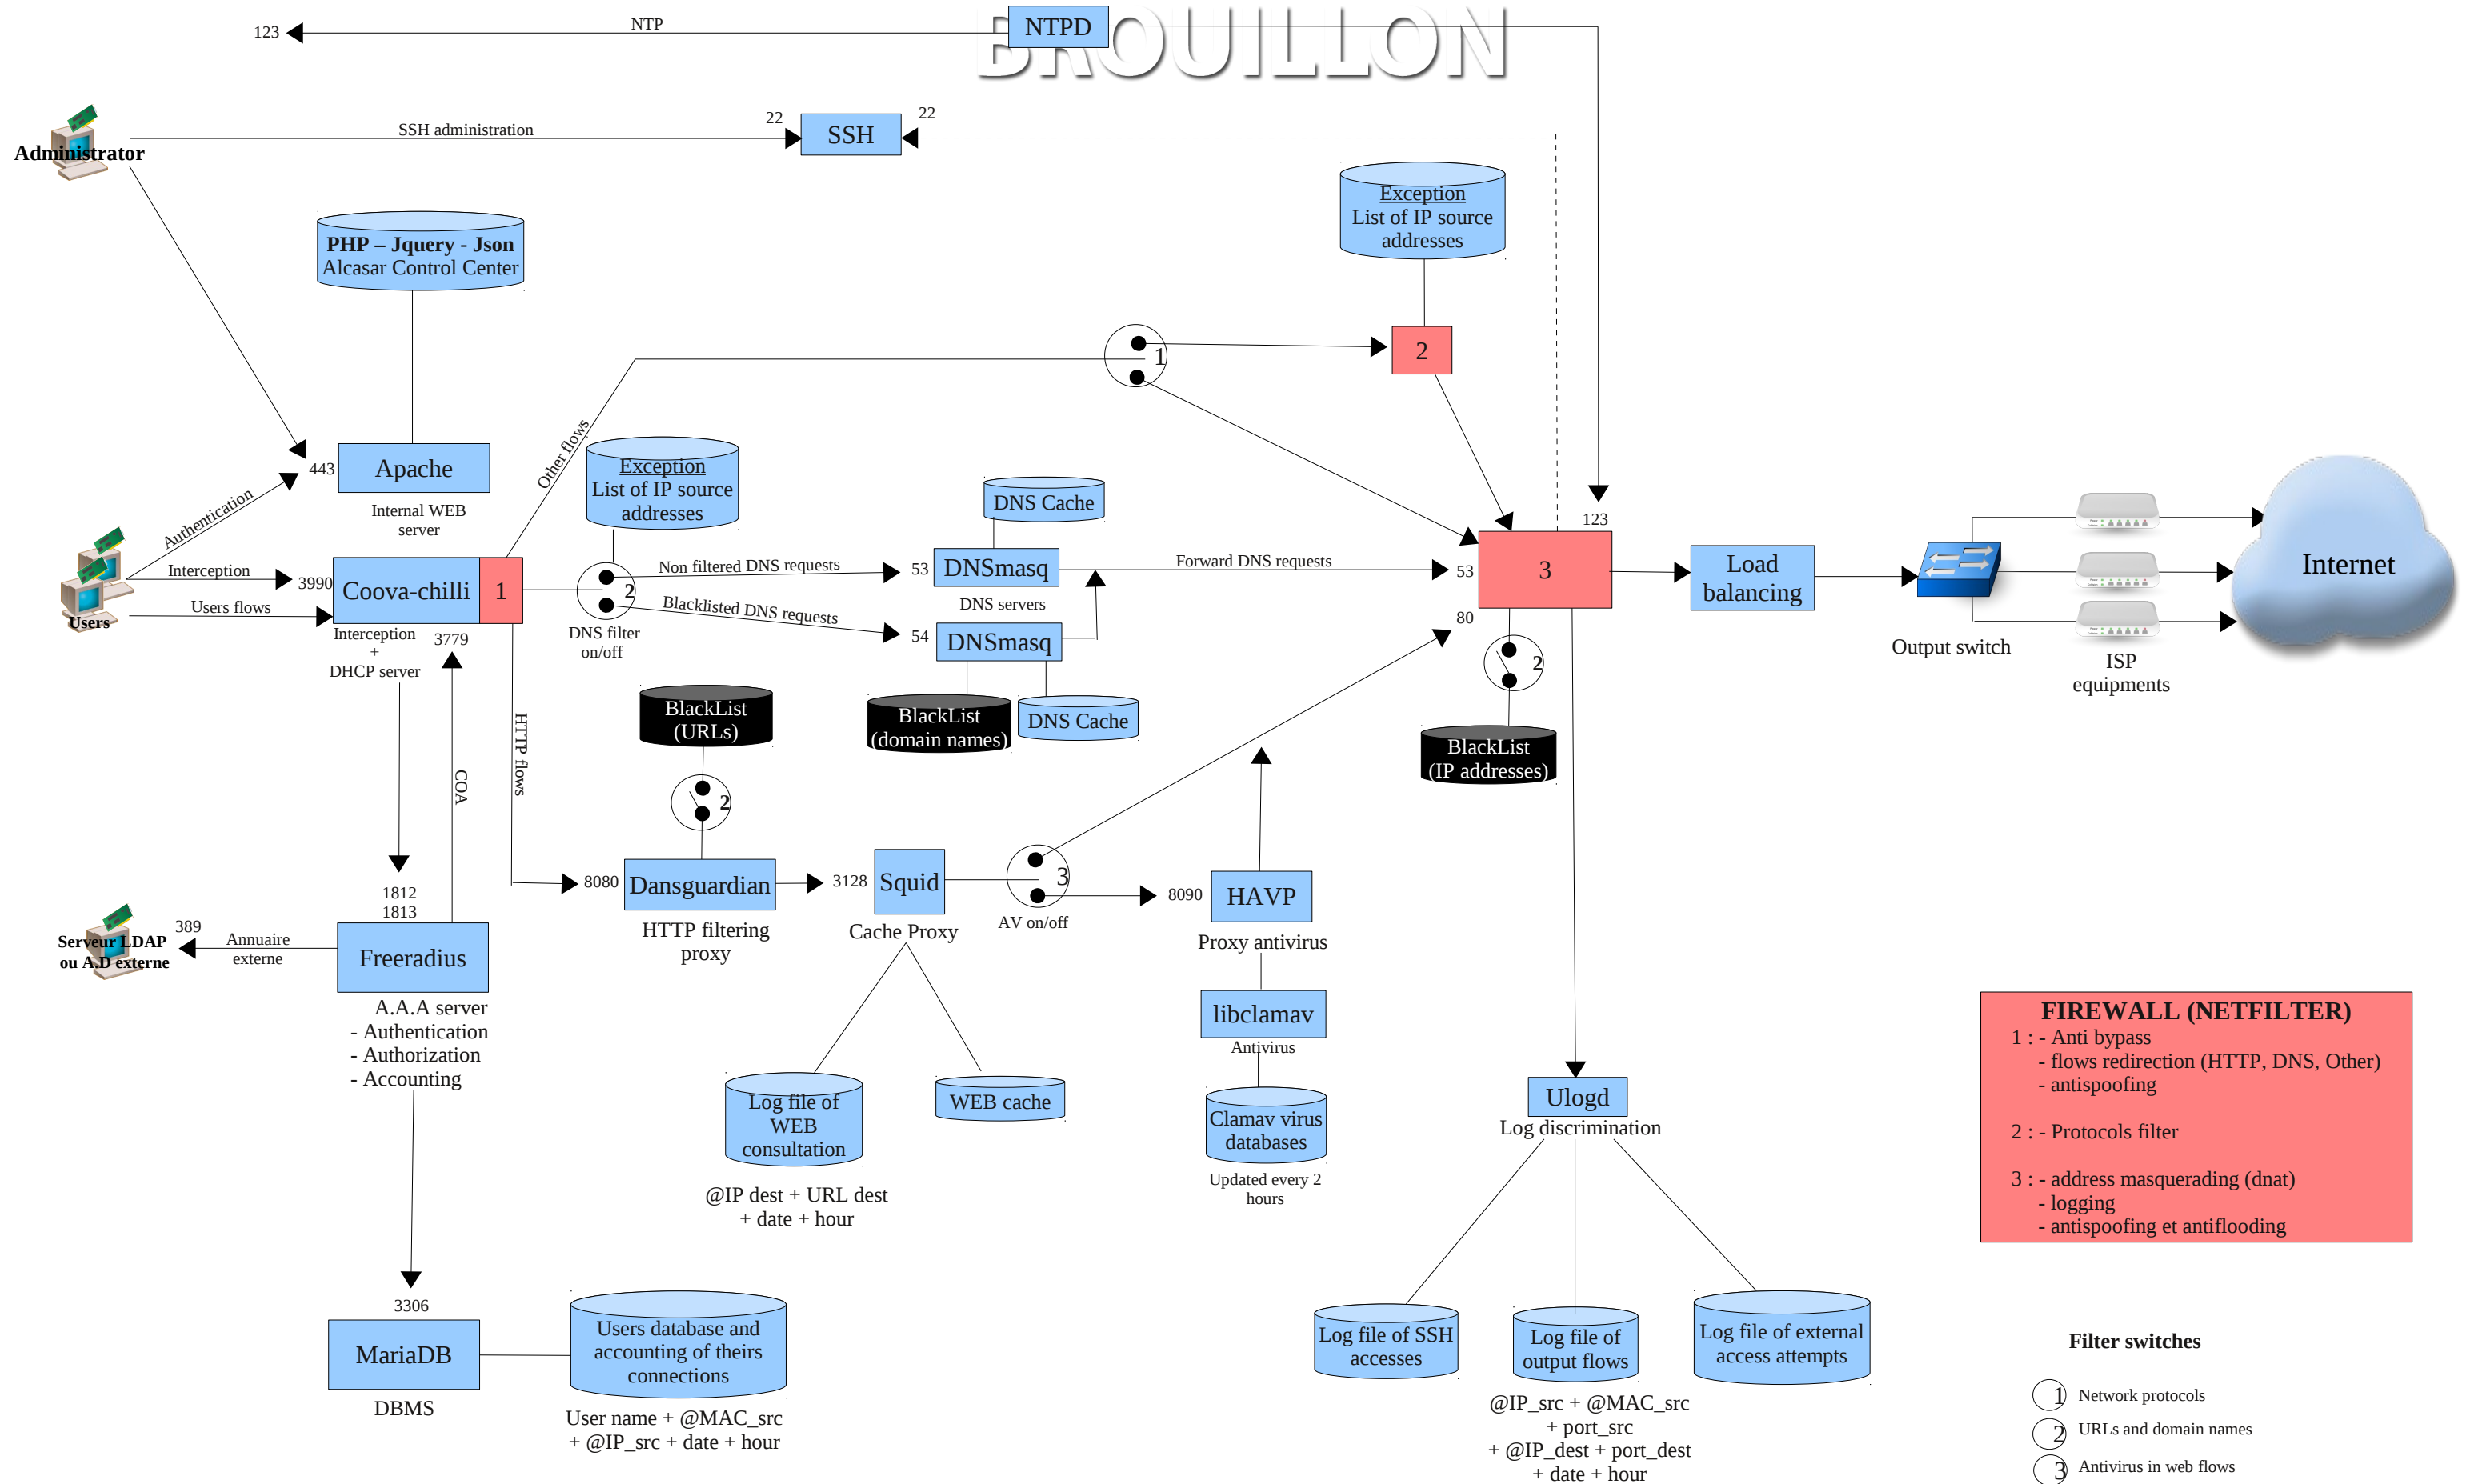 BROUILLON
NTPD
NTP
123
22
22
SSH administration
SSH
Administrator
Exception
List of IP source
addresses
PHP – Jquery - Json
Alcasar Control Center
1
2
Other flows
443
Apache
Internal WEB
server
Authentication
Exception
List of IP source
addresses
DNS Cache
123
Interception
3990
Coova-chilli
1
Users flows
Users
Interception
+
DHCP server
3779
2
DNS filter
on/off
Non filtered DNS requests
53
DNSmasq
DNS servers
Blacklisted DNS requests
54
DNSmasq
Forward DNS requests
53
80
3
Load
balancing
Output switch
ISP
equipments
Internet
2
BlackList
(URLs)
BlackList
(domain names)
DNS Cache
BlackList
(IP addresses)
HTTP flows
COA
2
1812
1813
8080
Dansguardian
HTTP filtering
proxy
3128
Squid
Cache Proxy
3
AV on/off
8090
HAVP
Proxy antivirus
Serveur LDAP
ou A.D externe
389
Annuaire
externe
Freeradius
A.A.A server
- Authentication
- Authorization
- Accounting
libclamav
Antivirus
Clamav virus
databases
Updated every 2
hours
Log file of
WEB
consultation
@IP dest + URL dest
+ date + hour
WEB cache
Ulogd
Log discrimination
FIREWALL (NETFILTER)
1 : - Anti bypass
- flows redirection (HTTP, DNS, Other)
- antispoofing
2 : - Protocols filter
3 : - address masquerading (dnat)
- logging
- antispoofing et antiflooding
3306
MariaDB
DBMS
Users database and
accounting of theirs
connections
User name + @MAC_src
+ @IP_src + date + hour
Log file of SSH
accesses
Log file of
output flows
@IP_src + @MAC_src
+ port_src
+ @IP_dest + port_dest
+ date + hour
Log file of external
access attempts
Filter switches
1 Network protocols
2 URLs and domain names
3 Antivirus in web flows